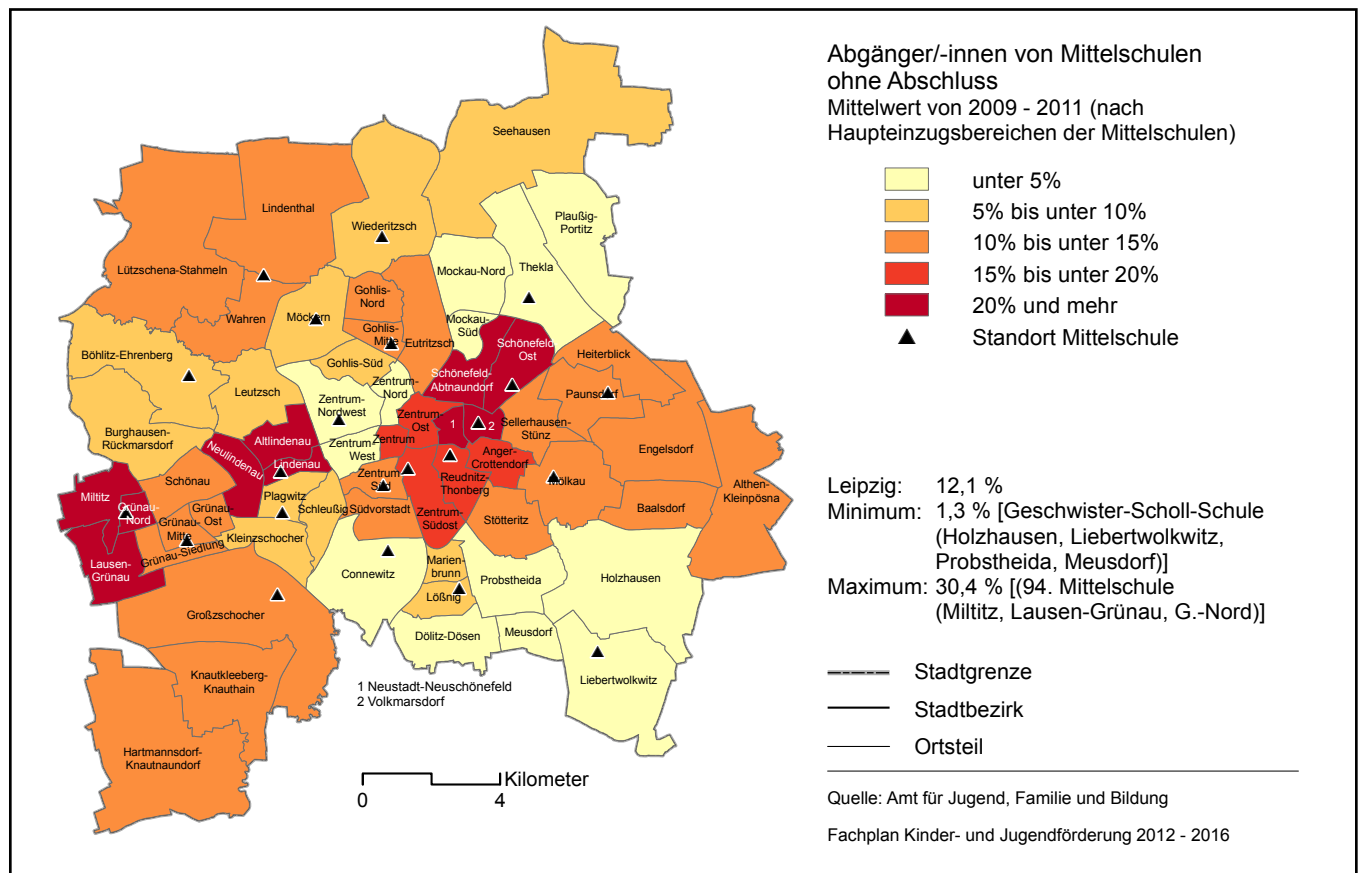 Abgänger/-innen von Mittelschulen
ohne Abschluss
Mittelwert von 2009 - 2011 (nach
Haupteinzugsbereichen der Mittelschulen)
unter 5%
5% bis unter 10%
10% bis unter 15%
15% bis unter 20%
20% und mehr
Standort Mittelschule
Leipzig: 12,1 %
Minimum: 1,3 % [Geschwister-Scholl-Schule
(Holzhausen, Liebertwolkwitz,
Probstheida, Meusdorf)]
Maximum: 30,4 % [(94. Mittelschule
(Miltitz, Lausen-Grünau, G.-Nord)]
Stadtgrenze
Stadtbezirk
Ortsteil
Quelle: Amt für Jugend, Familie und Bildung
Fachplan Kinder- und Jugendförderung 2012 - 2016
Seehausen
Lindenthal
Wiederitzsch
Plaußig-
Portitz
Lützschena-Stahmeln
Mockau-Nord
Thekla
Gohlis-
Nord
Wahren
Möckern
Gohlis-
Mitte
Eutritzsch
Mockau-
Süd
Schönefeld-
Ost
Böhlitz-Ehrenberg
Gohlis-Süd
Heiterblick
Leutzsch
Zentrum-
Nord
Schönefeld-
Abtnaundorf
Paunsdorf
Zentrum-
Nordwest
Burghausen-
Rückmarsdorf
Altlindenau
Zentrum-
Ost
1
2
Sellerhausen-
Stünz
Engelsdorf
Neulindenau
Lindenau
Zentrum-
West
Zentrum
Anger-
Crottendorf
Schönau
Zentrum-
Süd
Reudnitz-
Thonberg
Mölkau
Althen-
Kleinpösna
Miltitz
Grünau-
Nord
Plagwitz
Schleußig
Südvorstadt
Zentrum-
Südost
Stötteritz
Baalsdorf
Grünau-
Ost
Grünau-
Mitte
Grünau-Siedlung
Kleinzschocher
Lausen-
Grünau
Connewitz
Marien-
brunn
Probstheida
Holzhausen
Lößnig
Großzschocher
Dölitz-Dösen
Meusdorf
Liebertwolkwitz
Knautkleeberg-
Knauthain
1 Neustadt-Neuschönefeld
2 Volkmarsdorf
Hartmannsdorf-
Knautnaundorf
Kilometer
0 4